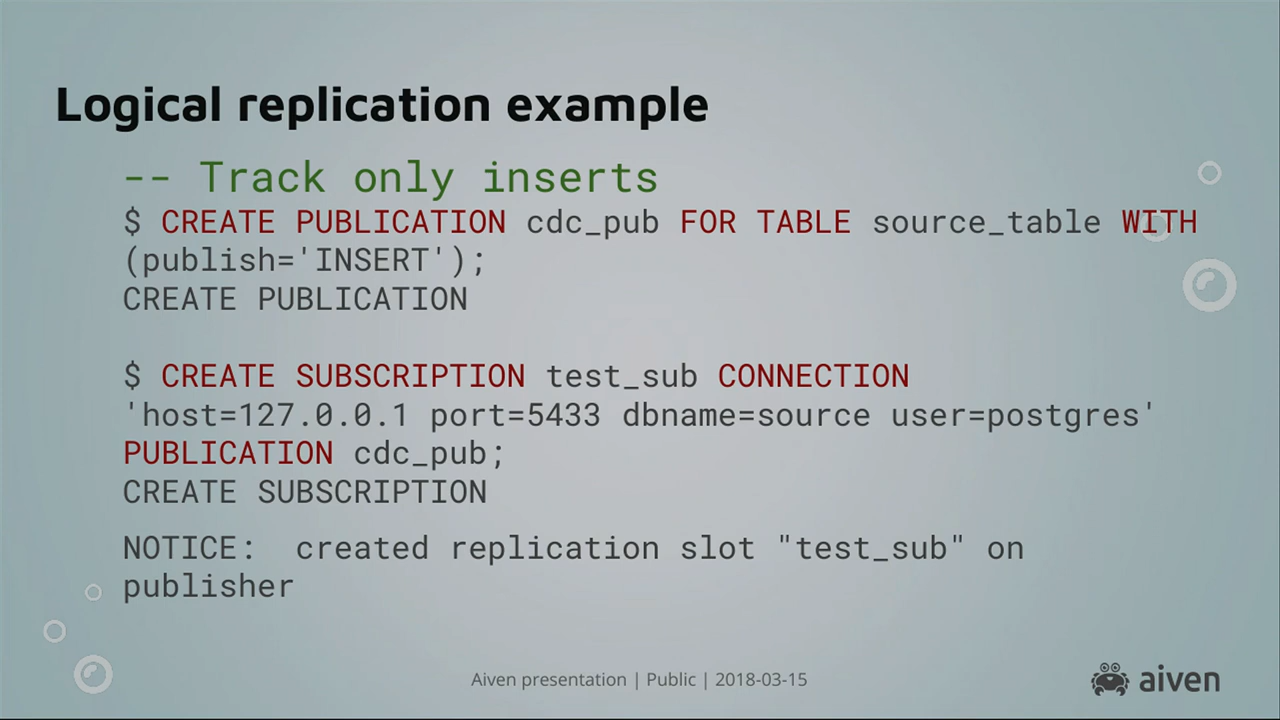 Logical replication example
-- Track only inserts
$ CREATE PUBLICATION cdc_pub FOR TABLE source_table WITH
(publish='INSERT');
CREATE PUBLICATION
$ CREATE SUBSCRIPTION test_sub CONNECTION
'host=127.0.0.1 port=5433 dbname=source user=postgres'
PUBLICATION cdc_pub;
CREATE SUBSCRIPTION
NOTICE:  created replication slot "test_sub" on
publisher
Aiven presentation | Public | 2018-03-15
aiven